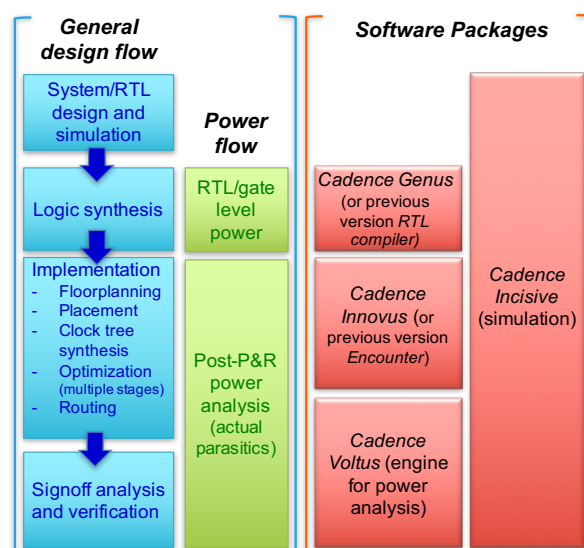 General
design flow
System/RTL
design and
simulation
Logic synthesis
Implementation
- Floorplanning
- Placement
- Clock tree
synthesis
- Optimization
(multiple stages)
- Routing
Signoff analysis
and verification
Power
flow
RTL/gate
level
power
Post-P&R
power
analysis
(actual
parasitics)
Software Packages
Cadence Genus
(or previous
version RTL
compiler)
Cadence
Innovus (or
previous version
Encounter)
Cadence
Voltus (engine
for power
analysis)
Cadence
Incisive
(simulation)